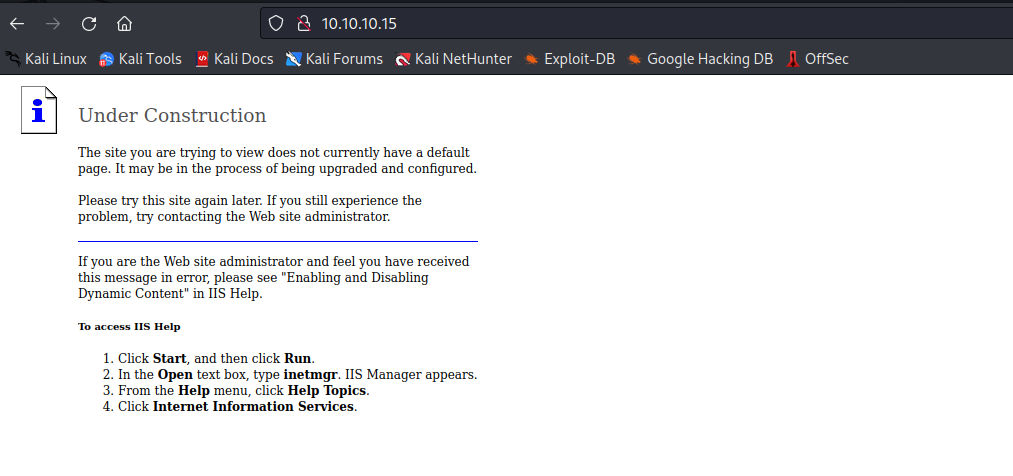 10.10.10.15
Kali Linux Kali Tools Kali Docs Kali Forums Kali NetHunter Exploit-DB Google Hacking DB OffSec
i
Under Construction
The site you are trying to view does not currently have a default
page. It may be in the process of being upgraded and configured.
Please try this site again later. If you still experience the
problem, try contacting the Web site administrator.
If you are the Web site administrator and feel you have received
this message in error, please see "Enabling and Disabling
Dynamic Content" in IIS Help.
To access IIS Help
1. Click Start, and then click Run.
2. In the Open text box, type inetmgr. IIS Manager appears.
3. From the Help menu, click Help Topics.
4. Click Internet Information Services.